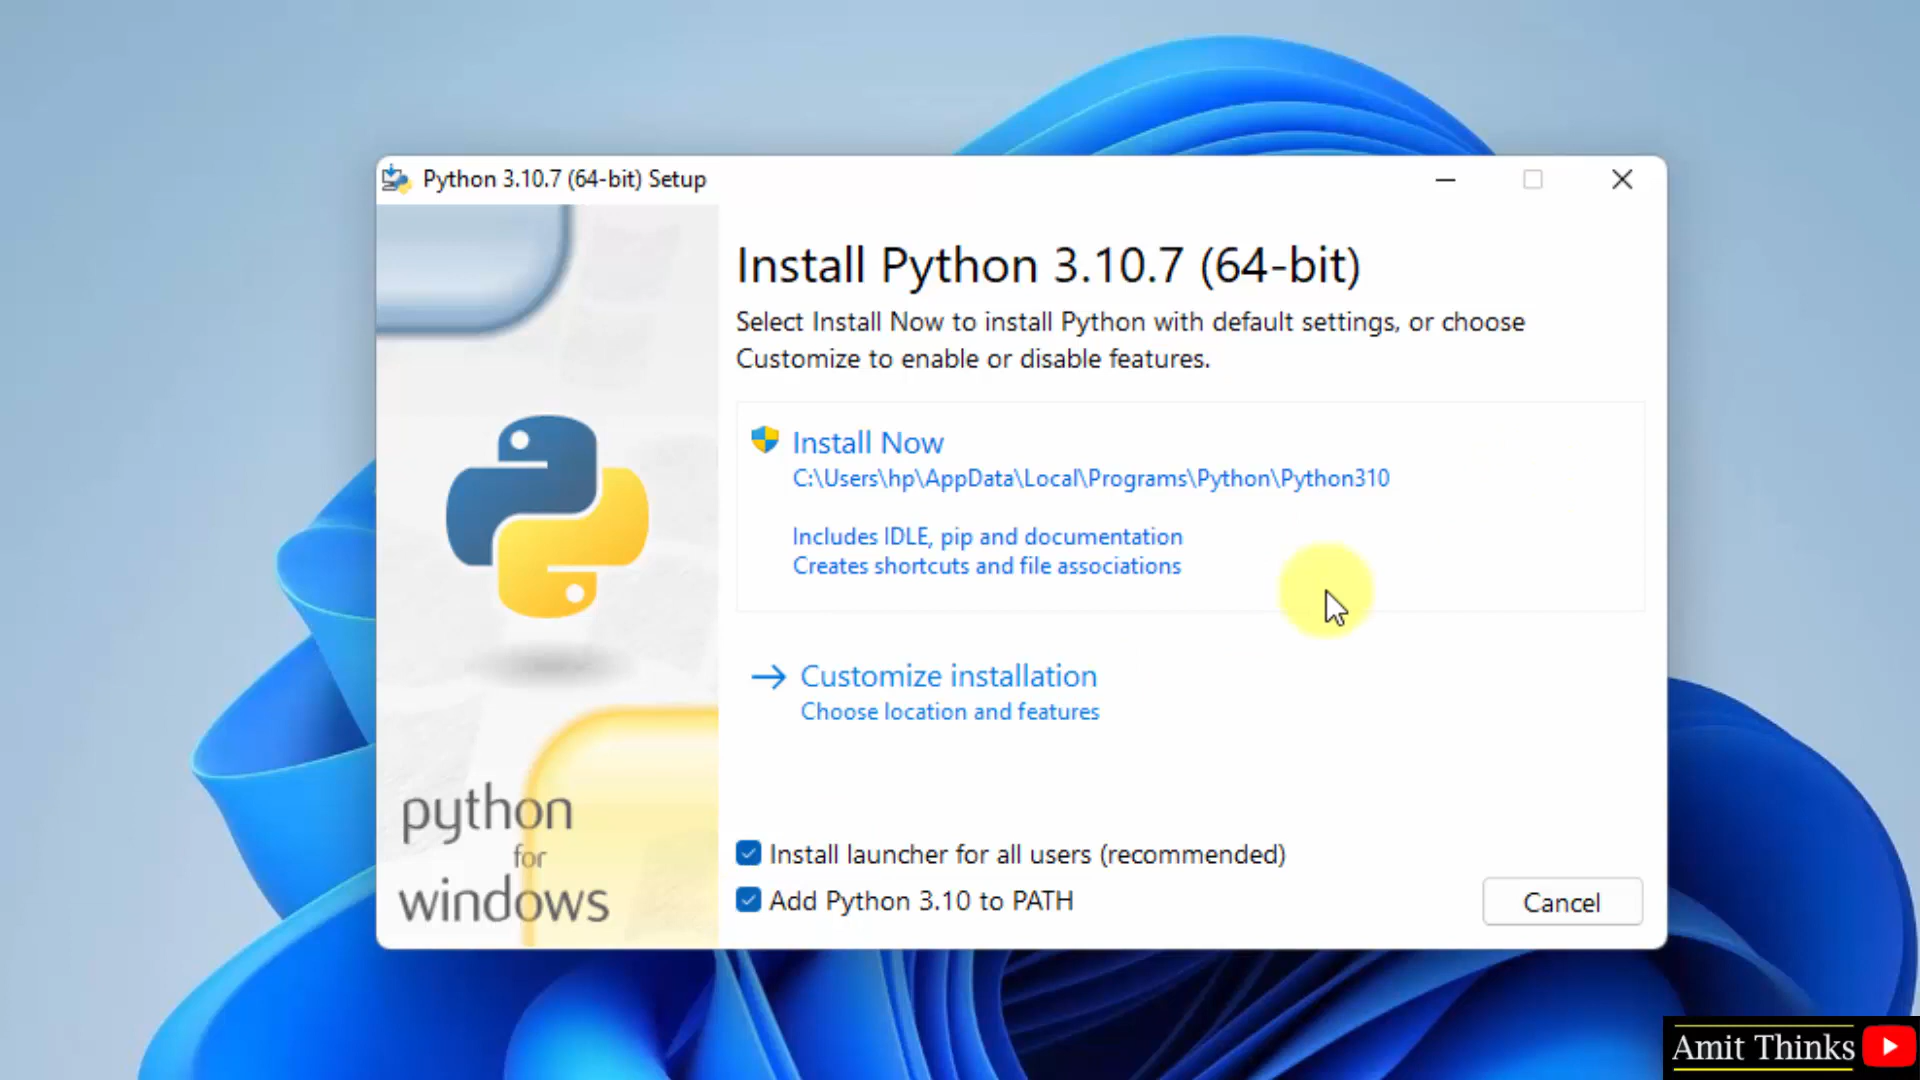 Python 3.10.7 (64-bit) Setup
Install Python 3.10.7 (64-bit)
Select Install Now to install Python with default settings, or choose
Customize to enable or disable features.
Install Now
C:\Users\hp\AppData\Local\Programs\Python\Python310
Includes IDLE, pip and documentation
Creates shortcuts and file associations
Customize installation
Choose location and features
python
for
windows
Install launcher for all users (recommended)
Add Python 3.10 to PATH
Cancel
Amit Thinks